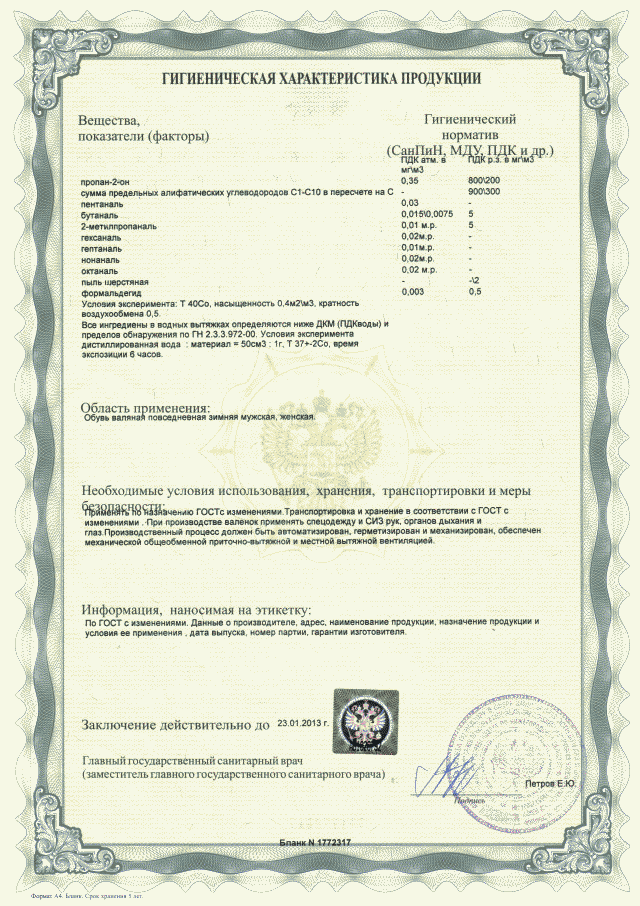 ГИГИЕНИЧЕСКАЯ ХАРАКТЕРИСТИКА ПРОДУКЦИИ
Вещества, показатели (факторы)
Гигиенический норматив
(СанПиН, МДУ, ПДК и др.)
ПДК атм. в мг\м3 ПДК р.з. в мг\м3
пропан-2-он 0,35 800\200
сумма предельных алифатических углеводородов С1-С10 в пересчете на С - 900\300
пентаналь 0,03 -
бутаналь 0,015\0,0075 5
2-метилпропаналь 0,01 м.р. 5
гексаналь 0,02м.р. -
гептаналь 0,01м.р. -
нонаналь 0,02м.р. -
октаналь 0,02 м.р. -
пыль шерстяная - -\2
формальдегид 0,003 0,5
Условия эксперимента: Т 40Со, насыщенность 0,4м2\м3, кратность
воздухообмена 0,5.
Все ингредиены в водных вытяжках определяются ниже ДКМ (ПДКводы) и
пределов обнаружения по ГН 2.3.3.972-00. Условия эксперимента
дистиллированная вода : материал = 50см3 : 1г, Т 37+-2Со, время
экспозиции 6 часов.
Область применения:
Обувь валяная повседневная зимняя мужская, женская.
Необходимые условия использования, хранения, транспортировки и меры
безопасности:
Применять по назначению ГОСТс изменениями.Транспортировка и хранение в соответствии с ГОСТ с
изменениями . При производстве валенок применять спецодежду и СИЗ рук, органов дыхания и
глаз.Производственный процесс должен быть автоматизирован, герметизирован и механизирован, обеспечен
механической общеобменной приточно-вытяжной и местной вытяжной вентиляцией.
Информация, наносимая на этикетку:
По ГОСТ с изменениями. Данные о производителе, адрес, наименование продукции, назначение продукции и
условия ее применения , дата выпуска, номер партии, гарантии изготовителя.
Заключение действительно до 23.01.2013 г.
Главный государственный санитарный врач
(заместитель главного государственного санитарного врача)
Петров Е.Ю.
Подпись
Бланк N 1772317
Формат А4. Бланк. Срок хранения 5 лет.